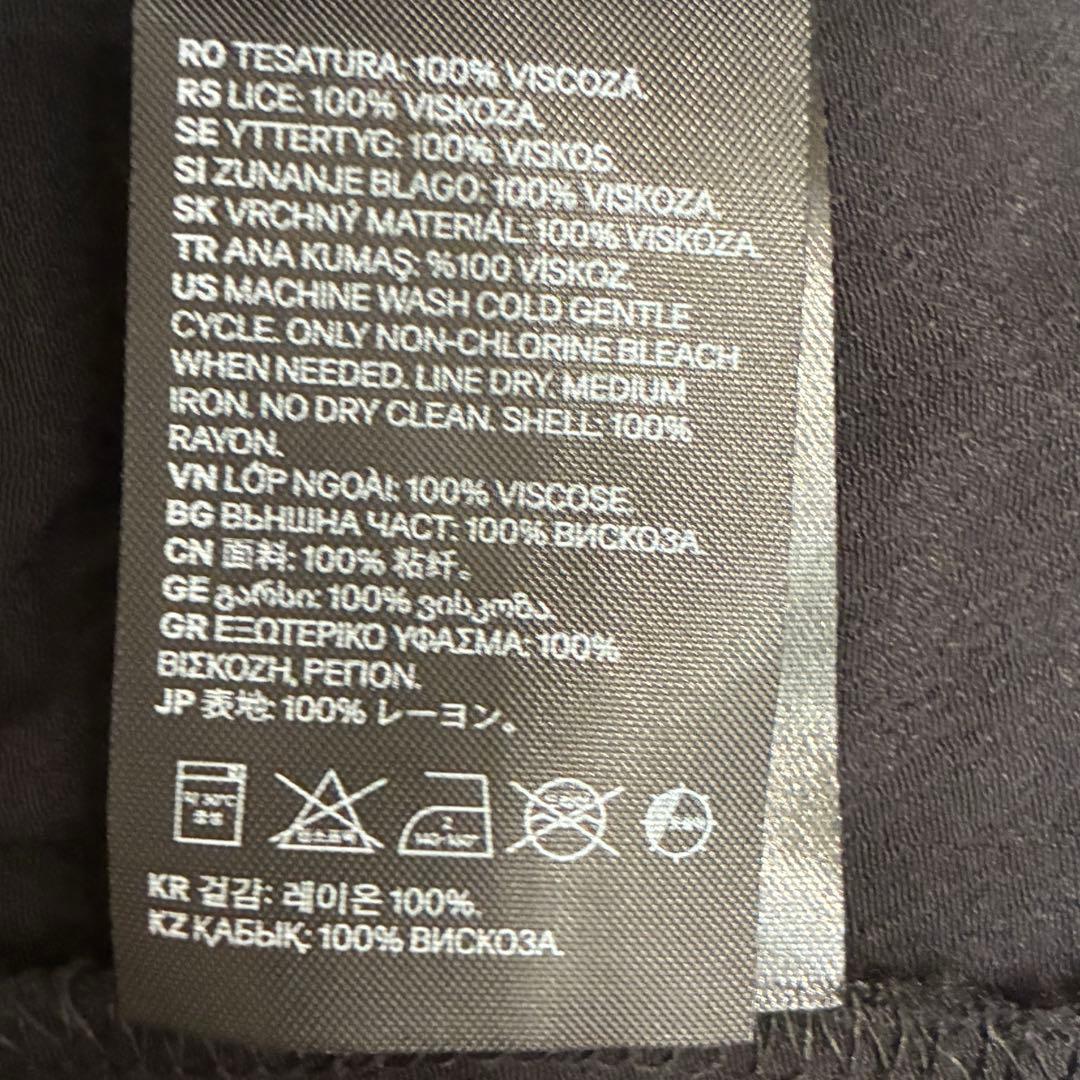 RO TESATURA: 100% VISCOZĂ.
RS LICE: 100% VISKOZA.
SE YTTERTYG: 100% VISKOS.
SI ZUNANJE BLAGO: 100% VISKOZA.
SK VRCHNÝ MATERIÁL: 100% VISKÓZA.
TR ANA KUMAŞ: %100 VİSKOZ.
US MACHINE WASH COLD GENTLE
CYCLE. ONLY NON-CHLORINE BLEACH
WHEN NEEDED. LINE DRY. MEDIUM
IRON. NO DRY CLEAN. SHELL: 100%
RAYON.
VN LỚP NGOÀI: 100% VISCOSE.
BG ВЪНШНА ЧАСТ: 100% ВИСКОЗА.
CN 面料: 100% 粘纤。
GE გარსი: 100% ვისკოზა.
GR ΕΞΩΤΕΡΙΚΟ ΥΦΑΣΜΑ: 100%
ΒΙΣΚΟΖΗ, ΡΕΓΙΟΝ.
JP 表地: 100% レーヨン。
KR 겉감: 레이온 100%.
KZ ҚАБЫҚ: 100% ВИСКОЗА.